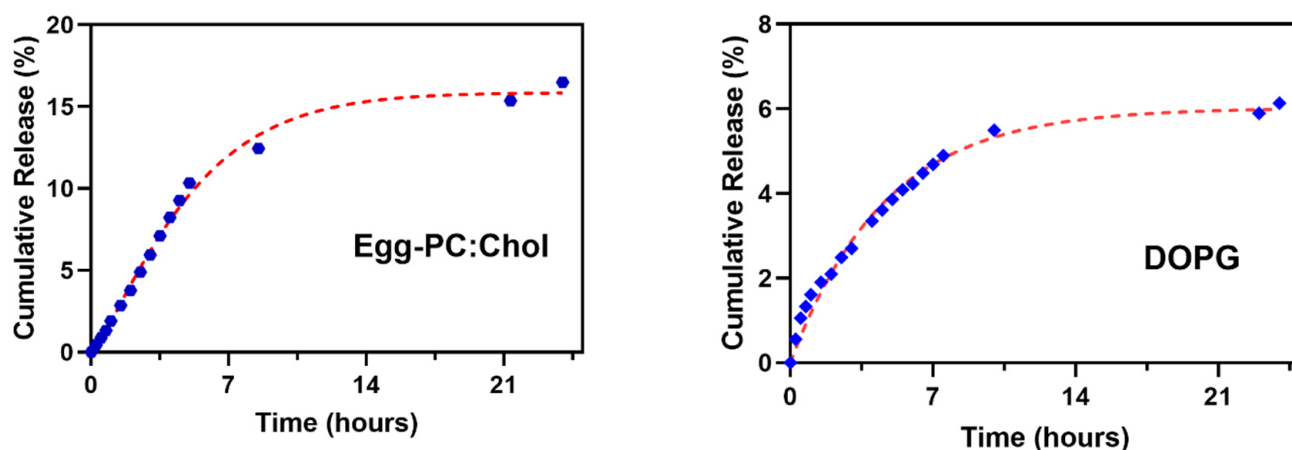 Cumulative Release (%)
20
15
10
5
0
0 7 14 21
Time (hours)
Egg-PC:Chol
Cumulative Release (%)
8
6
4
2
0
0 7 14 21
Time (hours)
DOPG